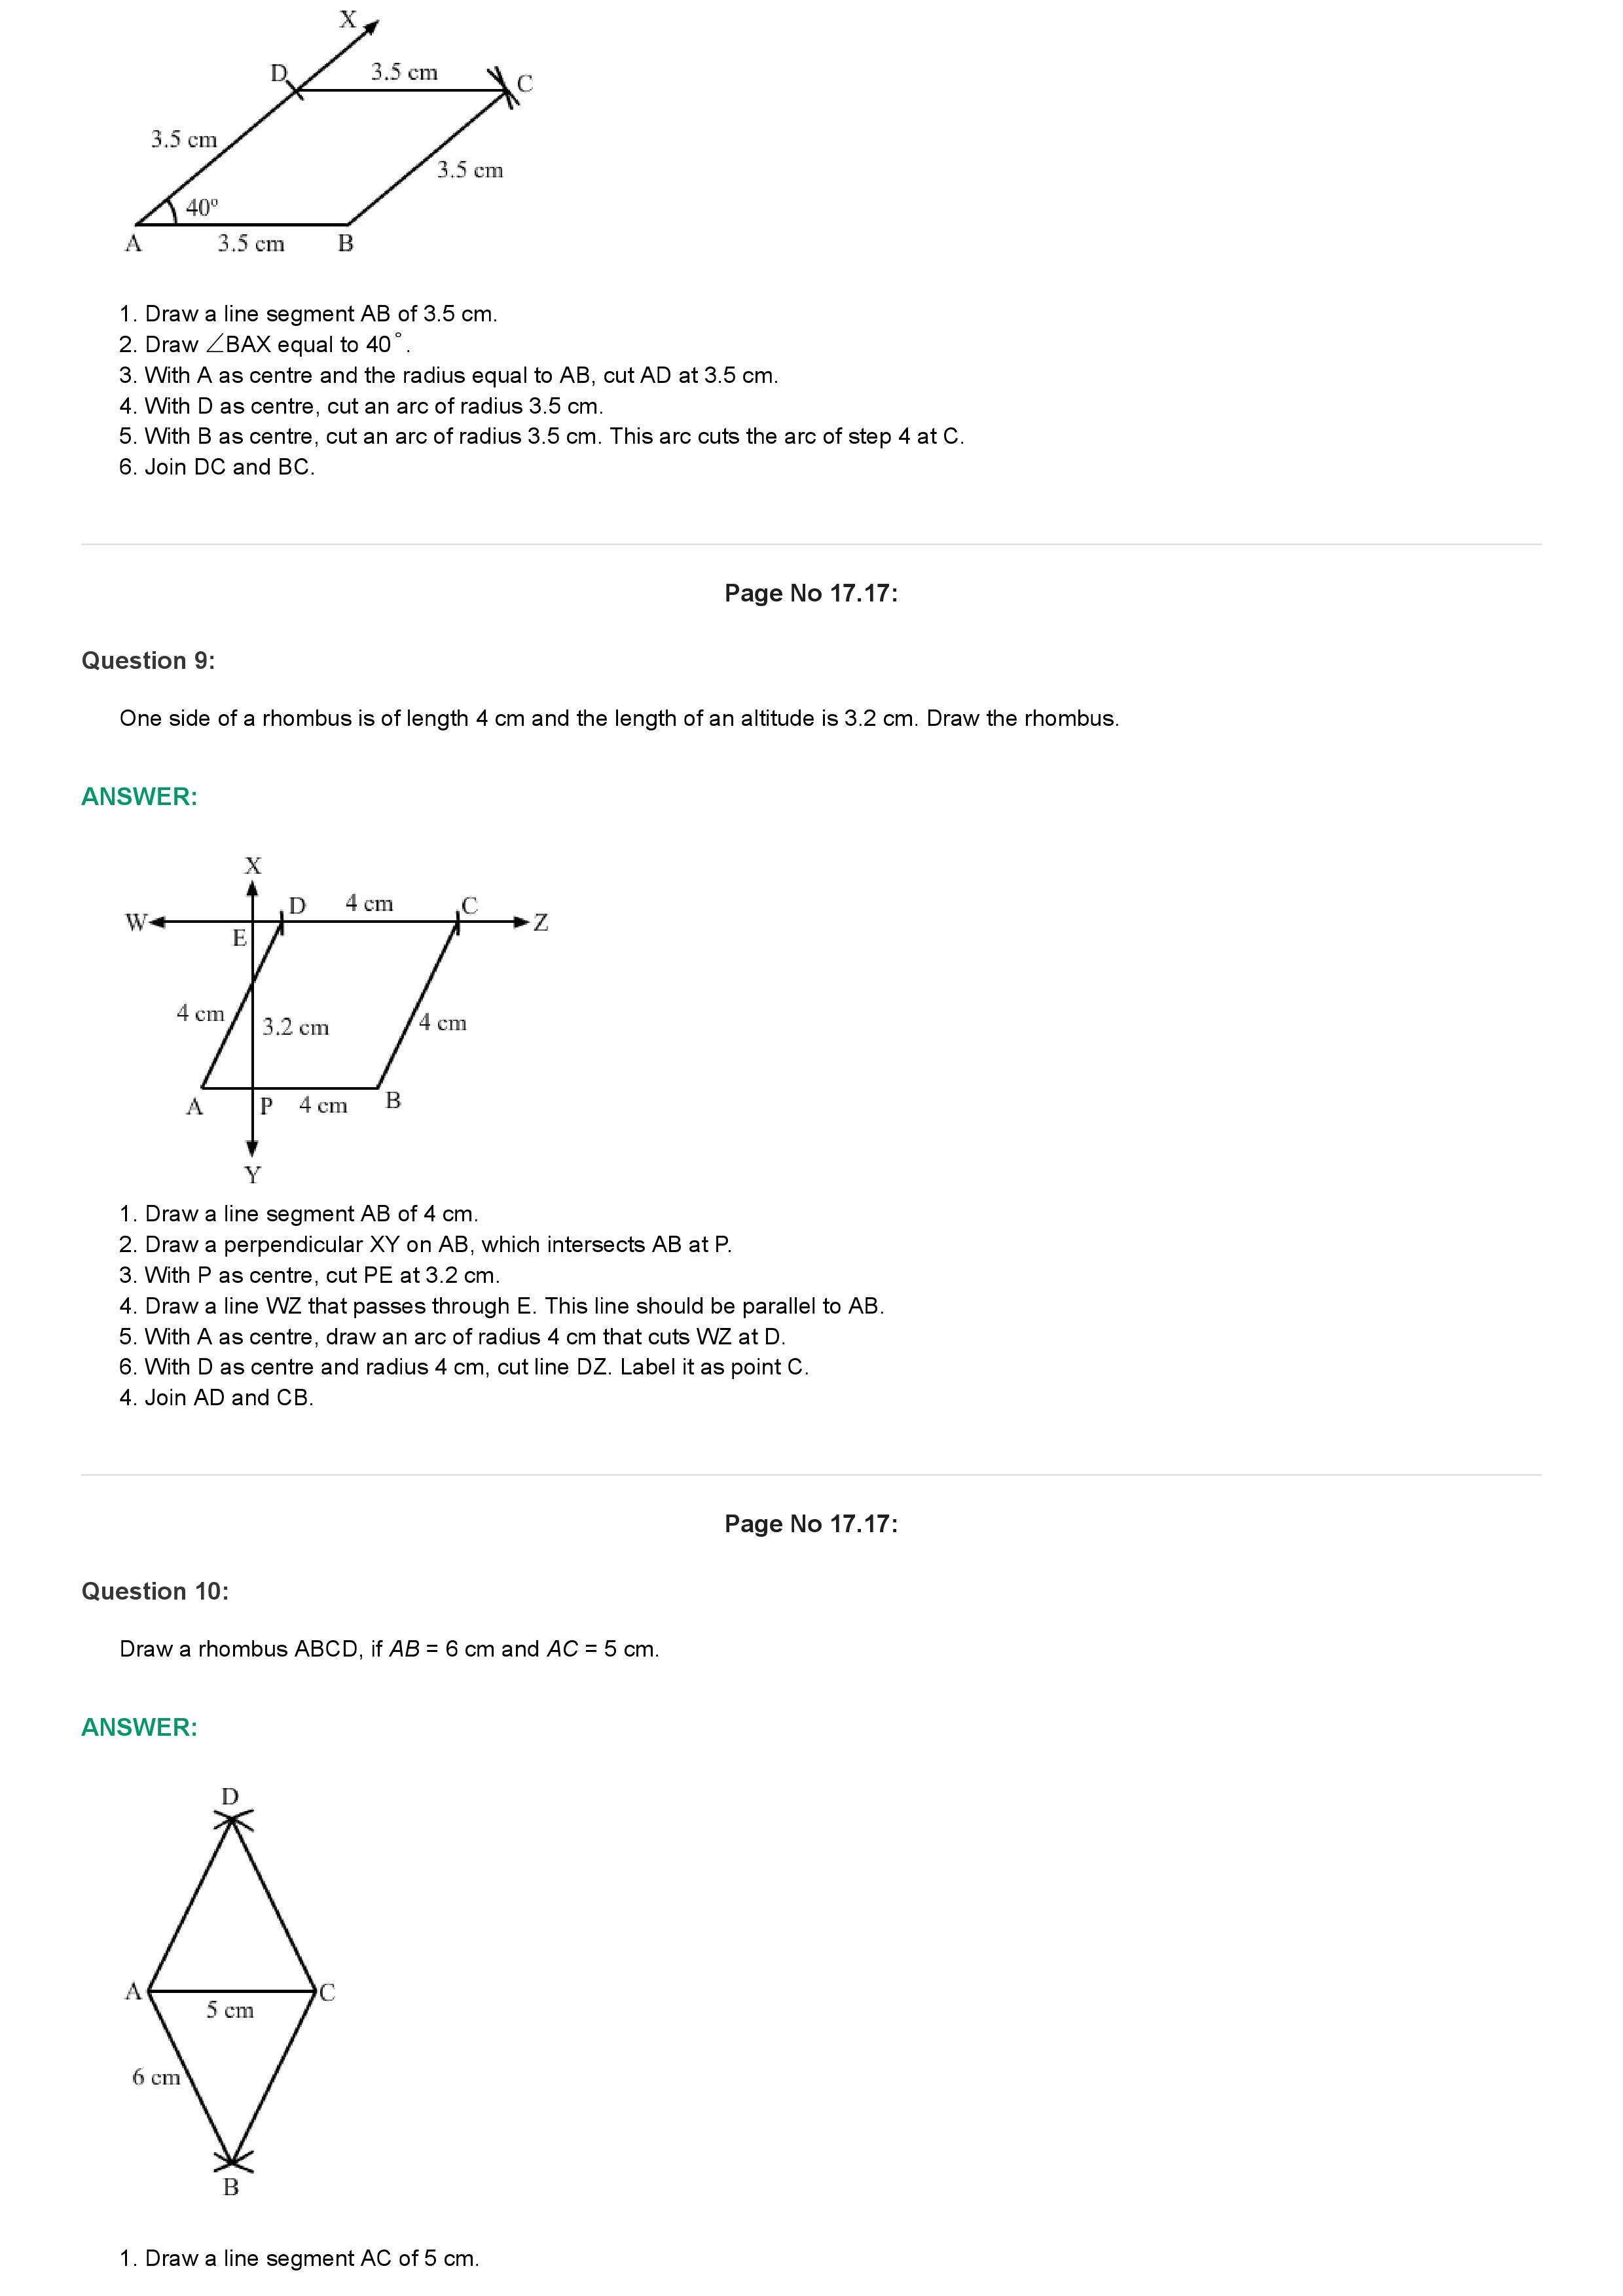 X
D
3.5 cm
C
3.5 cm
3.5 cm
40°
A
3.5 cm
B
1. Draw a line segment AB of 3.5 cm.
2. Draw ∠BAX equal to 40°.
3. With A as centre and the radius equal to AB, cut AD at 3.5 cm.
4. With D as centre, cut an arc of radius 3.5 cm.
5. With B as centre, cut an arc of radius 3.5 cm. This arc cuts the arc of step 4 at C.
6. Join DC and BC.
Page No 17.17:
Question 9:
One side of a rhombus is of length 4 cm and the length of an altitude is 3.2 cm. Draw the rhombus.
ANSWER:
X
D
4 cm
C
W
Z
E
4 cm
3.2 cm
4 cm
A
P
4 cm
B
Y
1. Draw a line segment AB of 4 cm.
2. Draw a perpendicular XY on AB, which intersects AB at P.
3. With P as centre, cut PE at 3.2 cm.
4. Draw a line WZ that passes through E. This line should be parallel to AB.
5. With A as centre, draw an arc of radius 4 cm that cuts WZ at D.
6. With D as centre and radius 4 cm, cut line DZ. Label it as point C.
4. Join AD and CB.
Page No 17.17:
Question 10:
Draw a rhombus ABCD, if AB = 6 cm and AC = 5 cm.
ANSWER:
D
A
C
5 cm
6 cm
B
1. Draw a line segment AC of 5 cm.